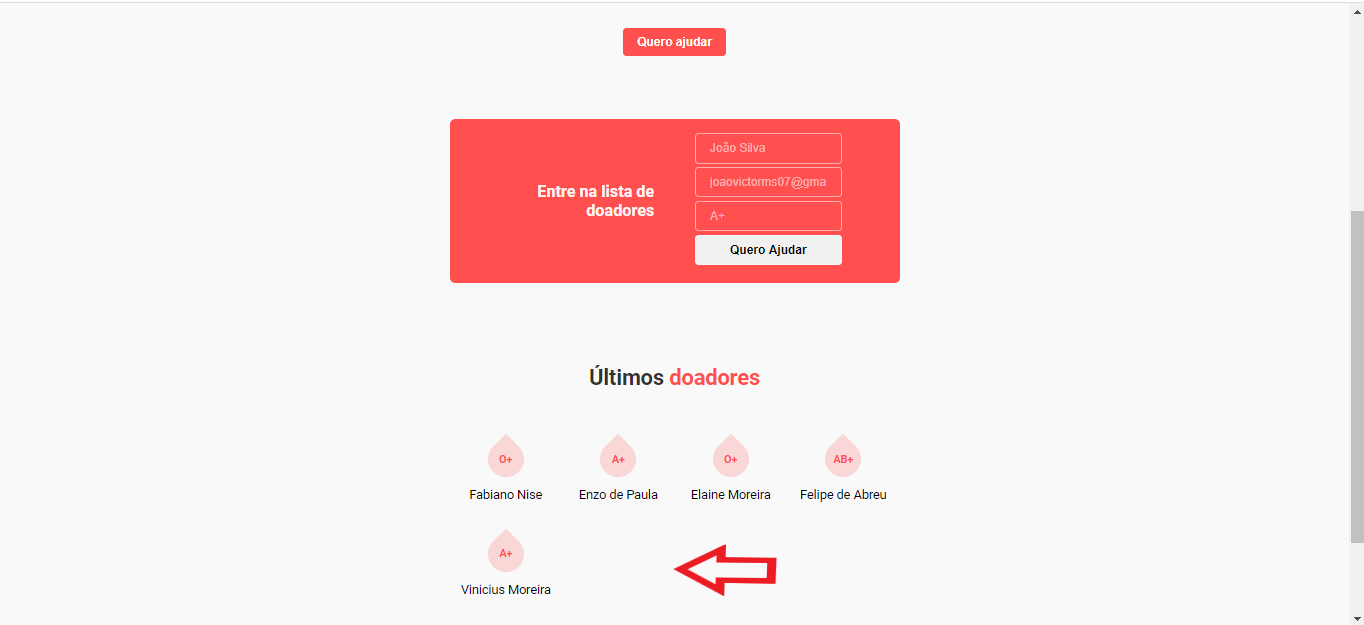 Quero ajudar
Entre na lista de
doadores
João Silva
joaovictorms07@gma
A+
Quero Ajudar
Últimos doadores
O+ A+ O+ AB+
Fabiano Nise Enzo de Paula Elaine Moreira Felipe de Abreu
A+
Vinicius Moreira